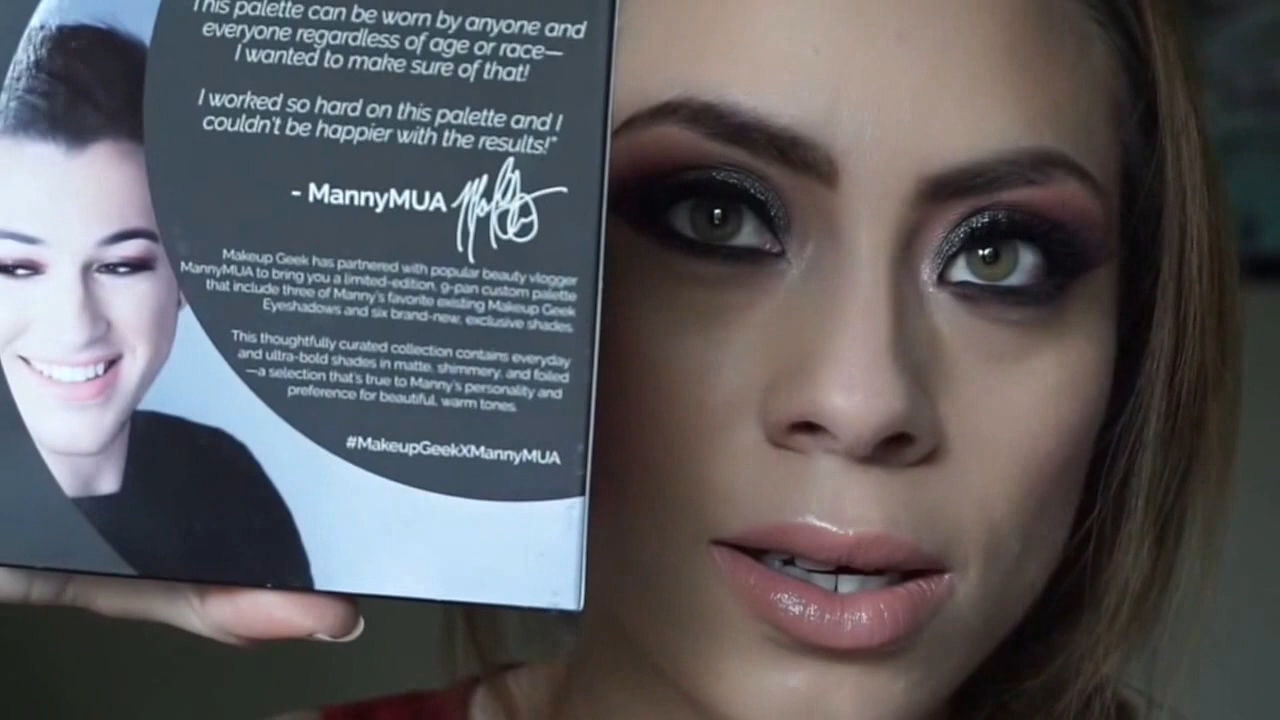 This palette can be worn by anyone and
everyone regardless of age or race—
I wanted to make sure of that!
I worked so hard on this palette and I
couldn't be happier with the results!"
- MannyMUA
Makeup Geek has partnered with popular beauty vlogger
MannyMUA to bring you a limited-edition, 9-pan custom palette
that include three of Manny's favorite existing Makeup Geek
Eyeshadows and six brand-new, exclusive shades.
This thoughtfully curated collection contains everyday
and ultra-bold shades in matte, shimmery, and foiled
—a selection that's true to Manny's personality and
preference for beautiful, warm tones.
#MakeupGeekXMannyMUA